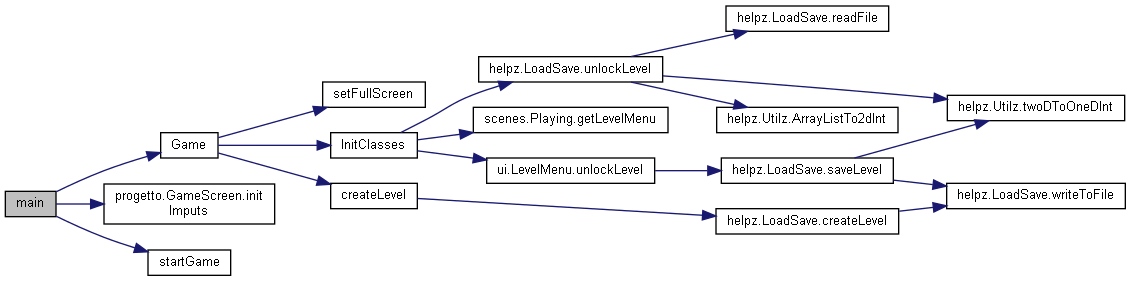 main
Game
progetto.GameScreen.init
Imputs
startGame
setFullScreen
InitClasses
createLevel
helpz.LoadSave.unlockLevel
scenes.Playing.getLevelMenu
ui.LevelMenu.unlockLevel
helpz.LoadSave.readFile
helpz.Utilz.ArrayListTo2dInt
helpz.LoadSave.saveLevel
helpz.LoadSave.createLevel
helpz.Utilz.twoDToOneDInt
helpz.LoadSave.writeToFile